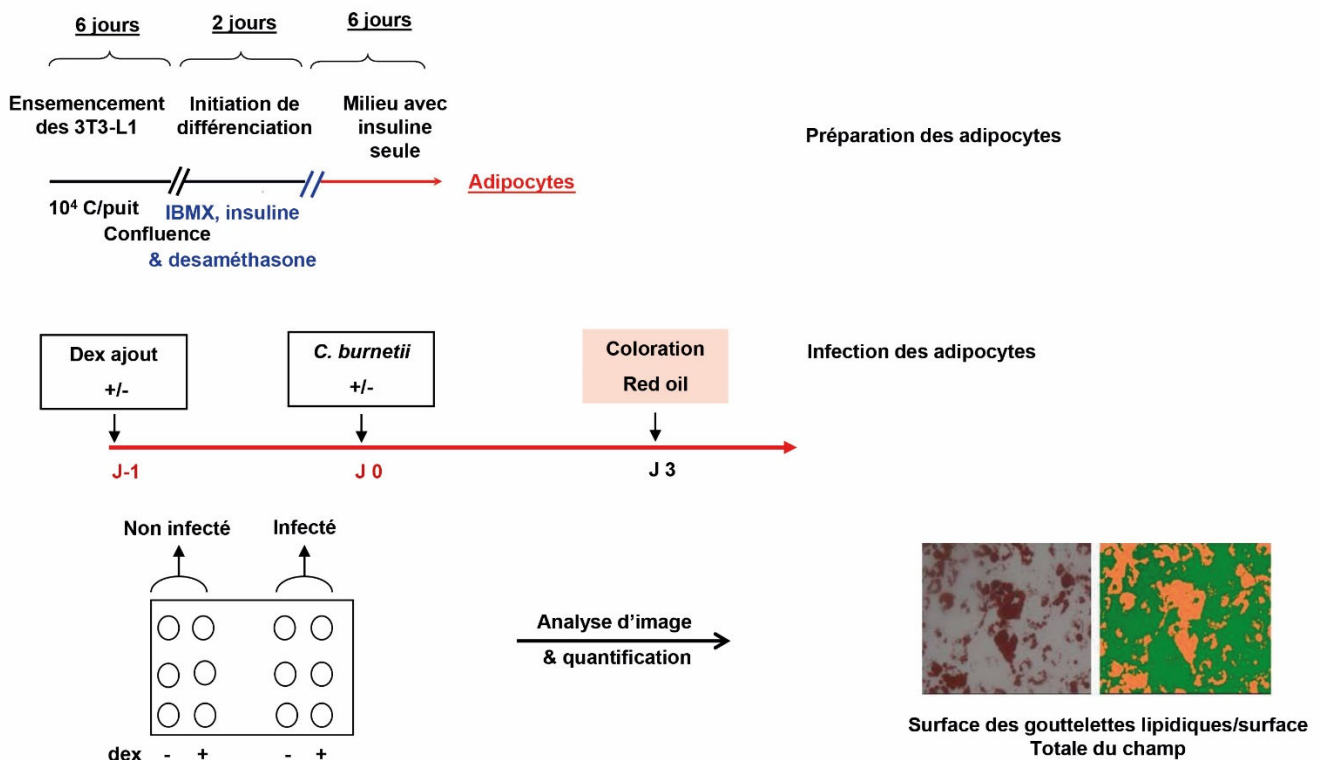 6 jours
2 jours
6 jours
Ensemencement
des 3T3-L1
Initiation de
différenciation
Milieu avec
insuline
seule
Préparation des adipocytes
Adipocytes
10⁴ C/puit
Confluence
IBMX, insuline
& desaméthasone
Dex ajout
+/-
C. burnetii
+/-
Coloration
Red oil
Infection des adipocytes
J-1
J 0
J 3
Non infecté
Infecté
Analyse d'image
& quantification
dex - + - +
Surface des gouttelettes lipidiques/surface
Totale du champ